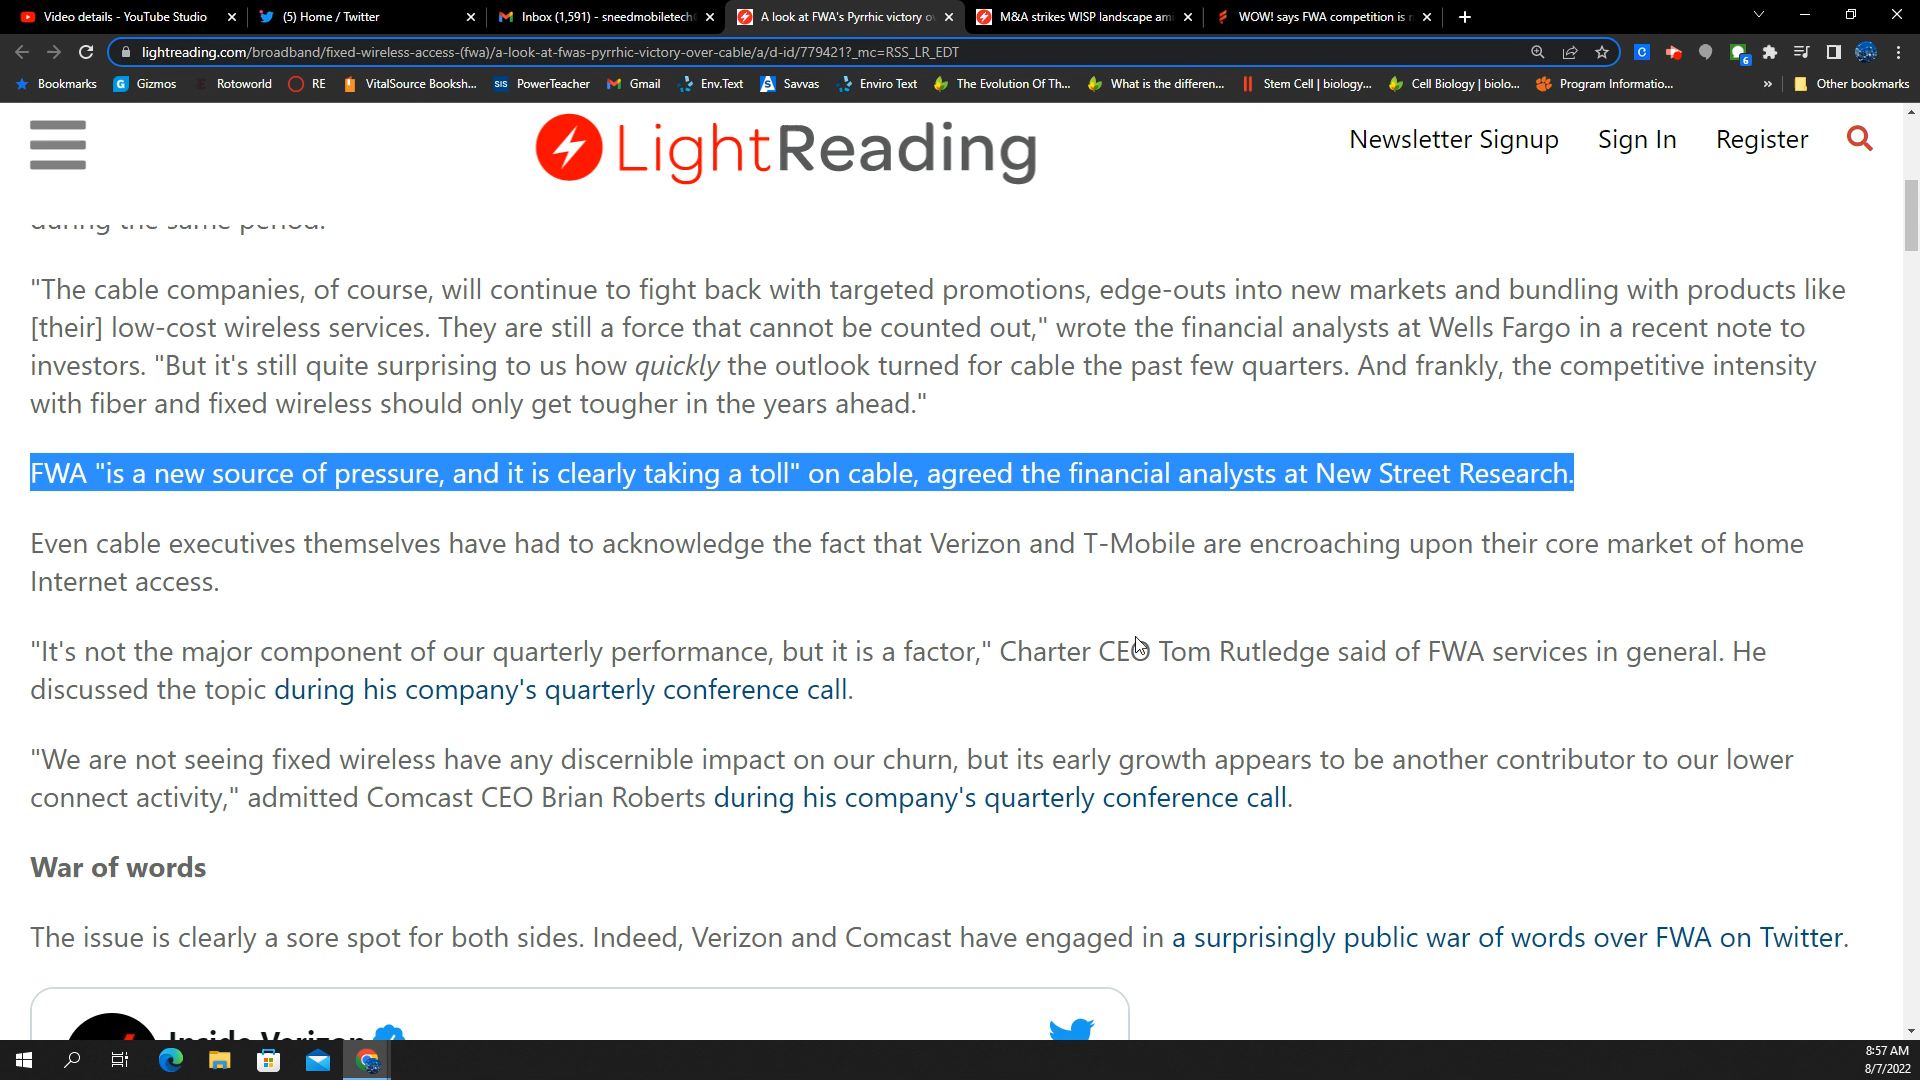 Video details - YouTube Studio
(5) Home / Twitter
Inbox (1,591) - sneedmobiletech
A look at FWA's Pyrrhic victory o
M&A strikes WISP landscape ami
WOW! says FWA competition is
lightreading.com/broadband/fixed-wireless-access-(fwa)/a-look-at-fwas-pyrrhic-victory-over-cable/a/d-id/779421?_mc=RSS_LR_EDT
C
6
Bookmarks
G Gizmos
Rotoworld
RE
VitalSource Booksh...
SIS PowerTeacher
Gmail
Env.Text
S Savvas
Enviro Text
The Evolution Of Th...
What is the differen...
Stem Cell | biology...
Cell Biology | biolo...
Program Informatio...
»
Other bookmarks
LightReading
Newsletter Signup
Sign In
Register
during the same period.
"The cable companies, of course, will continue to fight back with targeted promotions, edge-outs into new markets and bundling with products like
[their] low-cost wireless services. They are still a force that cannot be counted out," wrote the financial analysts at Wells Fargo in a recent note to
investors. "But it's still quite surprising to us how quickly the outlook turned for cable the past few quarters. And frankly, the competitive intensity
with fiber and fixed wireless should only get tougher in the years ahead."
FWA "is a new source of pressure, and it is clearly taking a toll" on cable, agreed the financial analysts at New Street Research.
Even cable executives themselves have had to acknowledge the fact that Verizon and T-Mobile are encroaching upon their core market of home
Internet access.
"It's not the major component of our quarterly performance, but it is a factor," Charter CEO Tom Rutledge said of FWA services in general. He
discussed the topic during his company's quarterly conference call.
"We are not seeing fixed wireless have any discernible impact on our churn, but its early growth appears to be another contributor to our lower
connect activity," admitted Comcast CEO Brian Roberts during his company's quarterly conference call.
War of words
The issue is clearly a sore spot for both sides. Indeed, Verizon and Comcast have engaged in a surprisingly public war of words over FWA on Twitter.
Inside Verizon
8:57 AM
8/7/2022